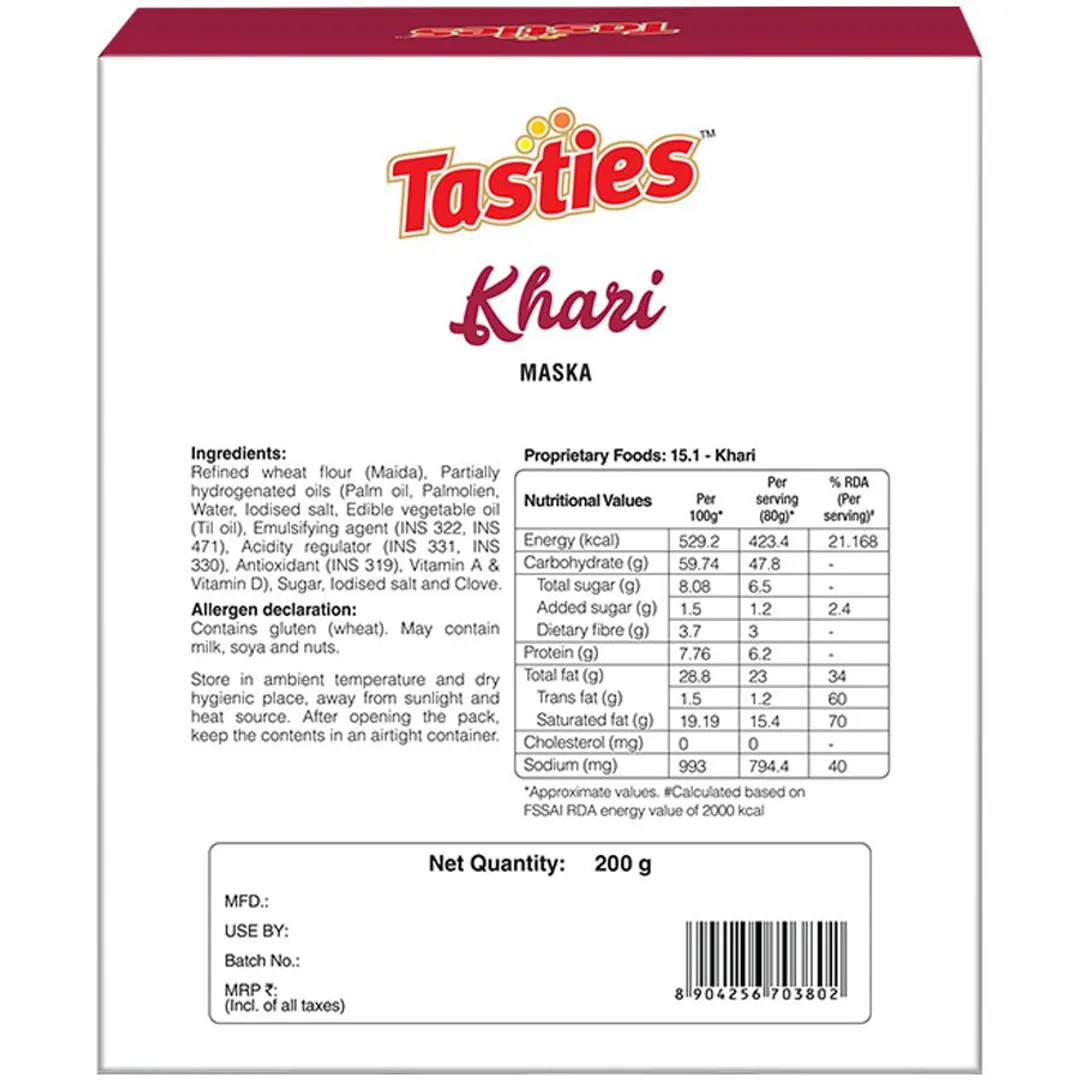 Tasties
Tasties™
Khari
MASKA
Ingredients:
Refined wheat flour (Maida), Partially
hydrogenated oils (Palm oil, Palmolien,
Water, Iodised salt, Edible vegetable oil
(Til oil), Emulsifying agent (INS 322, INS
471), Acidity regulator (INS 331, INS
330), Antioxidant (INS 319), Vitamin A &
Vitamin D), Sugar, Iodised salt and Clove.
Allergen declaration:
Contains gluten (wheat). May contain
milk, soya and nuts.
Store in ambient temperature and dry
hygienic place, away from sunlight and
heat source. After opening the pack,
keep the contents in an airtight container.
Proprietary Foods: 15.1 - Khari
Nutritional Values Per 100g* Per serving (80g)* % RDA (Per serving)#
Energy (kcal) 529.2 423.4 21.168
Carbohydrate (g) 59.74 47.8 -
Total sugar (g) 8.08 6.5 -
Added sugar (g) 1.5 1.2 2.4
Dietary fibre (g) 3.7 3 -
Protein (g) 7.76 6.2 -
Total fat (g) 28.8 23 34
Trans fat (g) 1.5 1.2 60
Saturated fat (g) 19.19 15.4 70
Cholesterol (mg) 0 0 -
Sodium (mg) 993 794.4 40
*Approximate values. #Calculated based on
FSSAI RDA energy value of 2000 kcal
Net Quantity: 200 g
MFD.:
USE BY:
Batch No.:
MRP ₹:
(Incl. of all taxes)
8 904256 703802